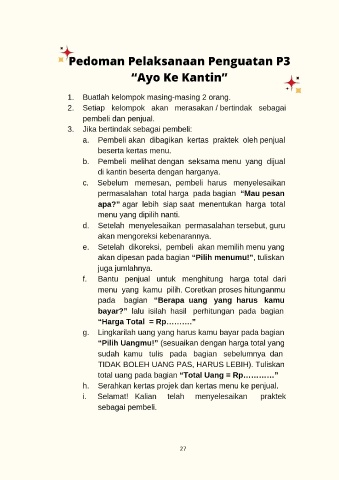 Pedoman Pelaksanaan Penguatan P3
“Ayo Ke Kantin”
1. Buatlah kelompok masing-masing 2 orang.
2. Setiap kelompok akan merasakan / bertindak sebagai
pembeli dan penjual.
3. Jika bertindak sebagai pembeli:
a. Pembeli akan dibagikan kertas praktek oleh penjual
beserta kertas menu.
b. Pembeli melihat dengan seksama menu yang dijual
di kantin beserta dengan harganya.
c. Sebelum memesan, pembeli harus menyelesaikan
permasalahan total harga pada bagian “Mau pesan
apa?” agar lebih siap saat menentukan harga total
menu yang dipilih nanti.
d. Setelah menyelesaikan permasalahan tersebut, guru
akan mengoreksi kebenarannya.
e. Setelah dikoreksi, pembeli akan memilih menu yang
akan dipesan pada bagian “Pilih menumu!”, tuliskan
juga jumlahnya.
f. Bantu penjual untuk menghitung harga total dari
menu yang kamu pilih. Coretkan proses hitunganmu
pada bagian “Berapa uang yang harus kamu
bayar?” lalu isilah hasil perhitungan pada bagian
“Harga Total = Rp……….”
g. Lingkarilah uang yang harus kamu bayar pada bagian
“Pilih Uangmu!” (sesuaikan dengan harga total yang
sudah kamu tulis pada bagian sebelumnya dan
TIDAK BOLEH UANG PAS, HARUS LEBIH). Tuliskan
total uang pada bagian “Total Uang = Rp…………”
h. Serahkan kertas projek dan kertas menu ke penjual.
i. Selamat! Kalian telah menyelesaikan praktek
sebagai pembeli.
27